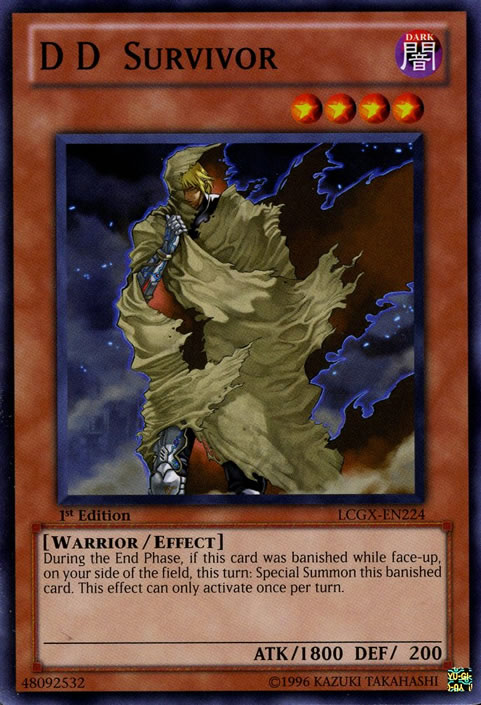 D D SURVIVOR
DARK
闇
1st Edition
LCGX-EN224
[WARRIOR/EFFECT]
During the End Phase, if this card was banished while face-up,
on your side of the field, this turn: Special Summon this banished
card. This effect can only activate once per turn.
ATK/1800 DEF/ 200
48092532
©1996 KAZUKI TAKAHASHI